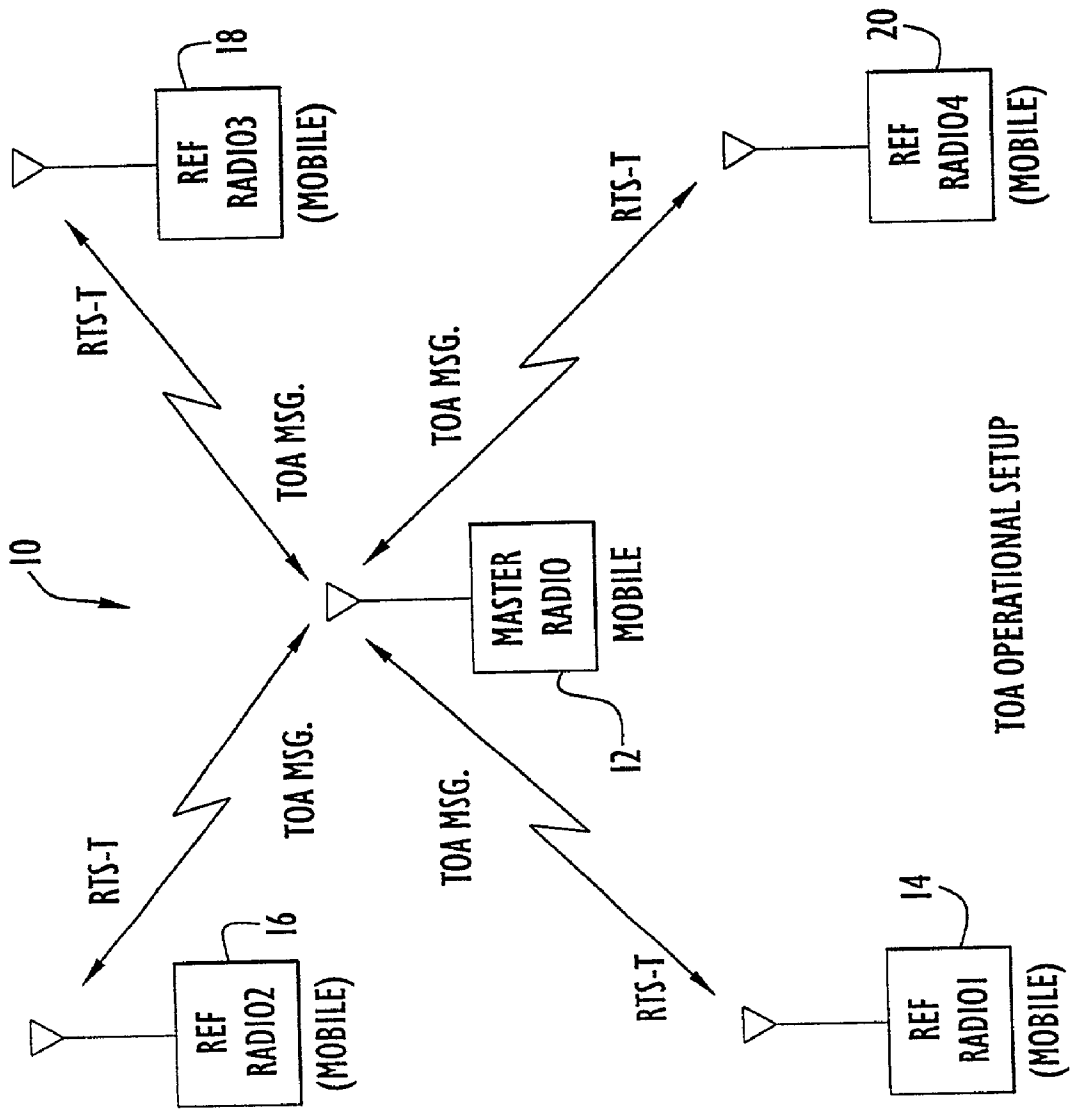 10
REF
RADIO2
(MOBILE)
16
RTS-T
TOA MSG.
REF
RADIO3
(MOBILE)
18
RTS-T
TOA MSG.
MASTER
RADIO
MOBILE
12
TOA MSG.
RTS-T
REF
RADIO1
(MOBILE)
14
TOA MSG.
RTS-T
REF
RADIO4
(MOBILE)
20
TOA OPERATIONAL SETUP